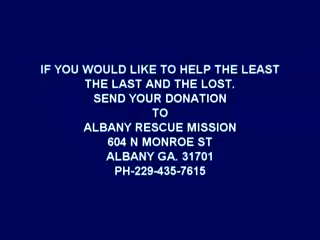 IF YOU WOULD LIKE TO HELP THE LEAST
THE LAST AND THE LOST.
SEND YOUR DONATION
TO
ALBANY RESCUE MISSION
604 N MONROE ST
ALBANY GA. 31701
PH-229-435-7615